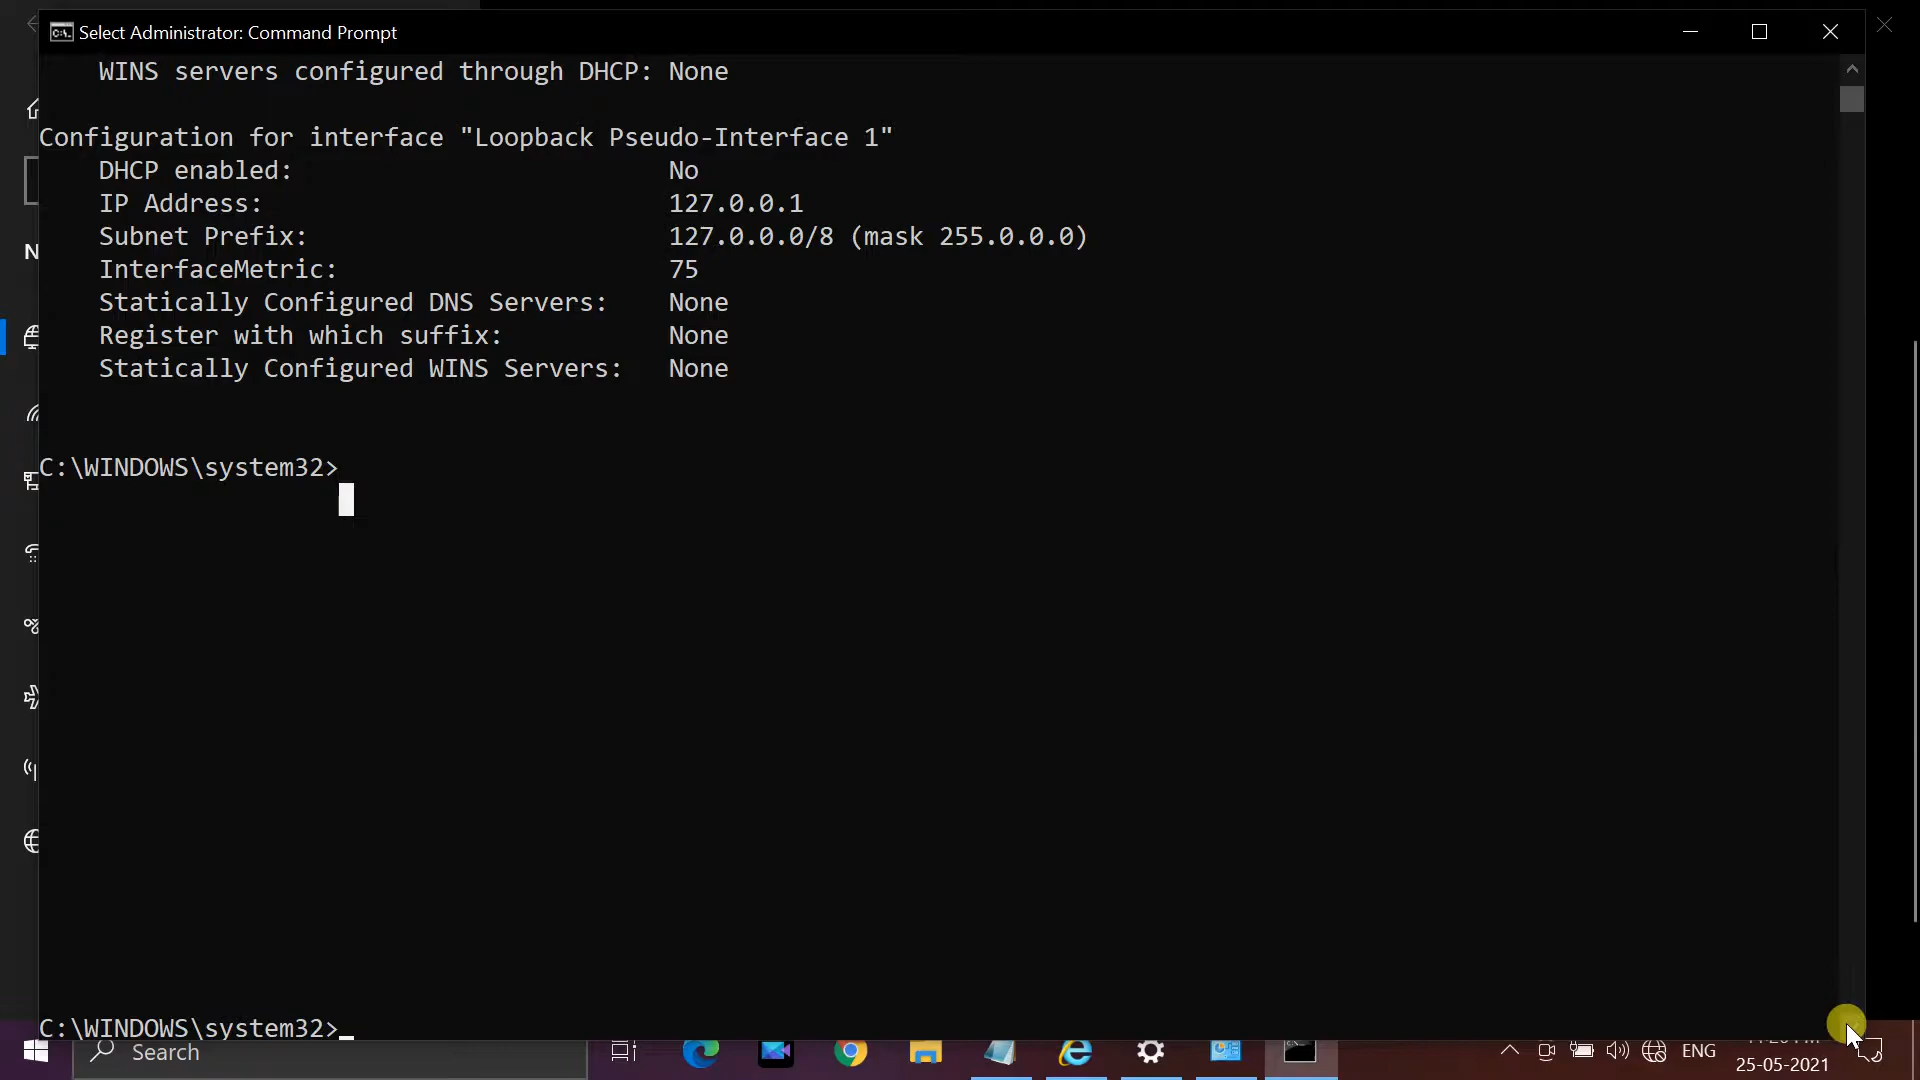 Select Administrator: Command Prompt
WINS servers configured through DHCP: None
Configuration for interface "Loopback Pseudo-Interface 1"
DHCP enabled: No
IP Address: 127.0.0.1
Subnet Prefix: 127.0.0.0/8 (mask 255.0.0.0)
InterfaceMetric: 75
Statically Configured DNS Servers: None
Register with which suffix: None
Statically Configured WINS Servers: None
C:\WINDOWS\system32>
C:\WINDOWS\system32>_
Search
ENG
25-05-2021